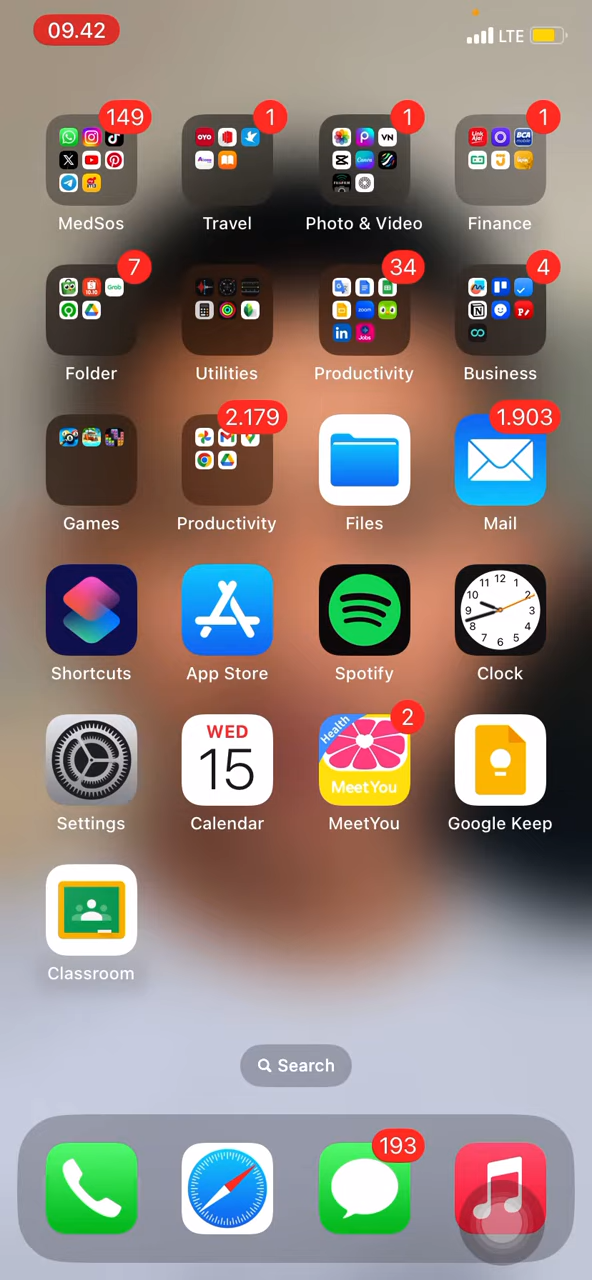 09.42
LTE
149 1 1 1
MedSos Travel Photo & Video Finance
7 34 4
Folder Utilities Productivity Business
2.179 1.903
Games Productivity Files Mail
Shortcuts App Store Spotify Clock
WED
15
Health
2
MeetYou
Settings Calendar MeetYou Google Keep
Classroom
Search
193